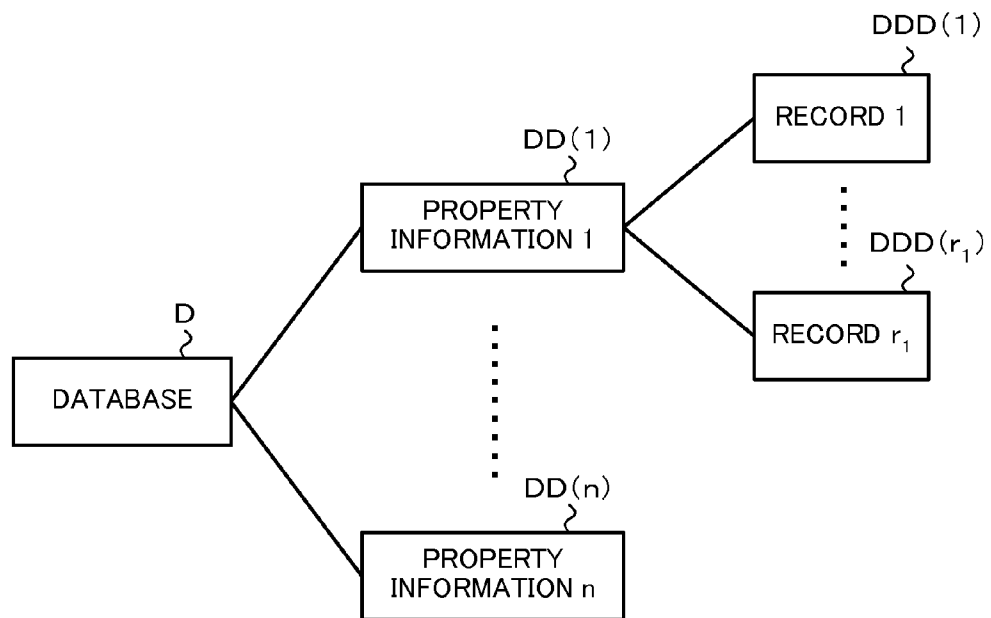 DDD(1)
RECORD 1
DD(1)
PROPERTY
INFORMATION 1
DDD(r₁)
RECORD r₁
D
DATABASE
DD(n)
PROPERTY
INFORMATION n